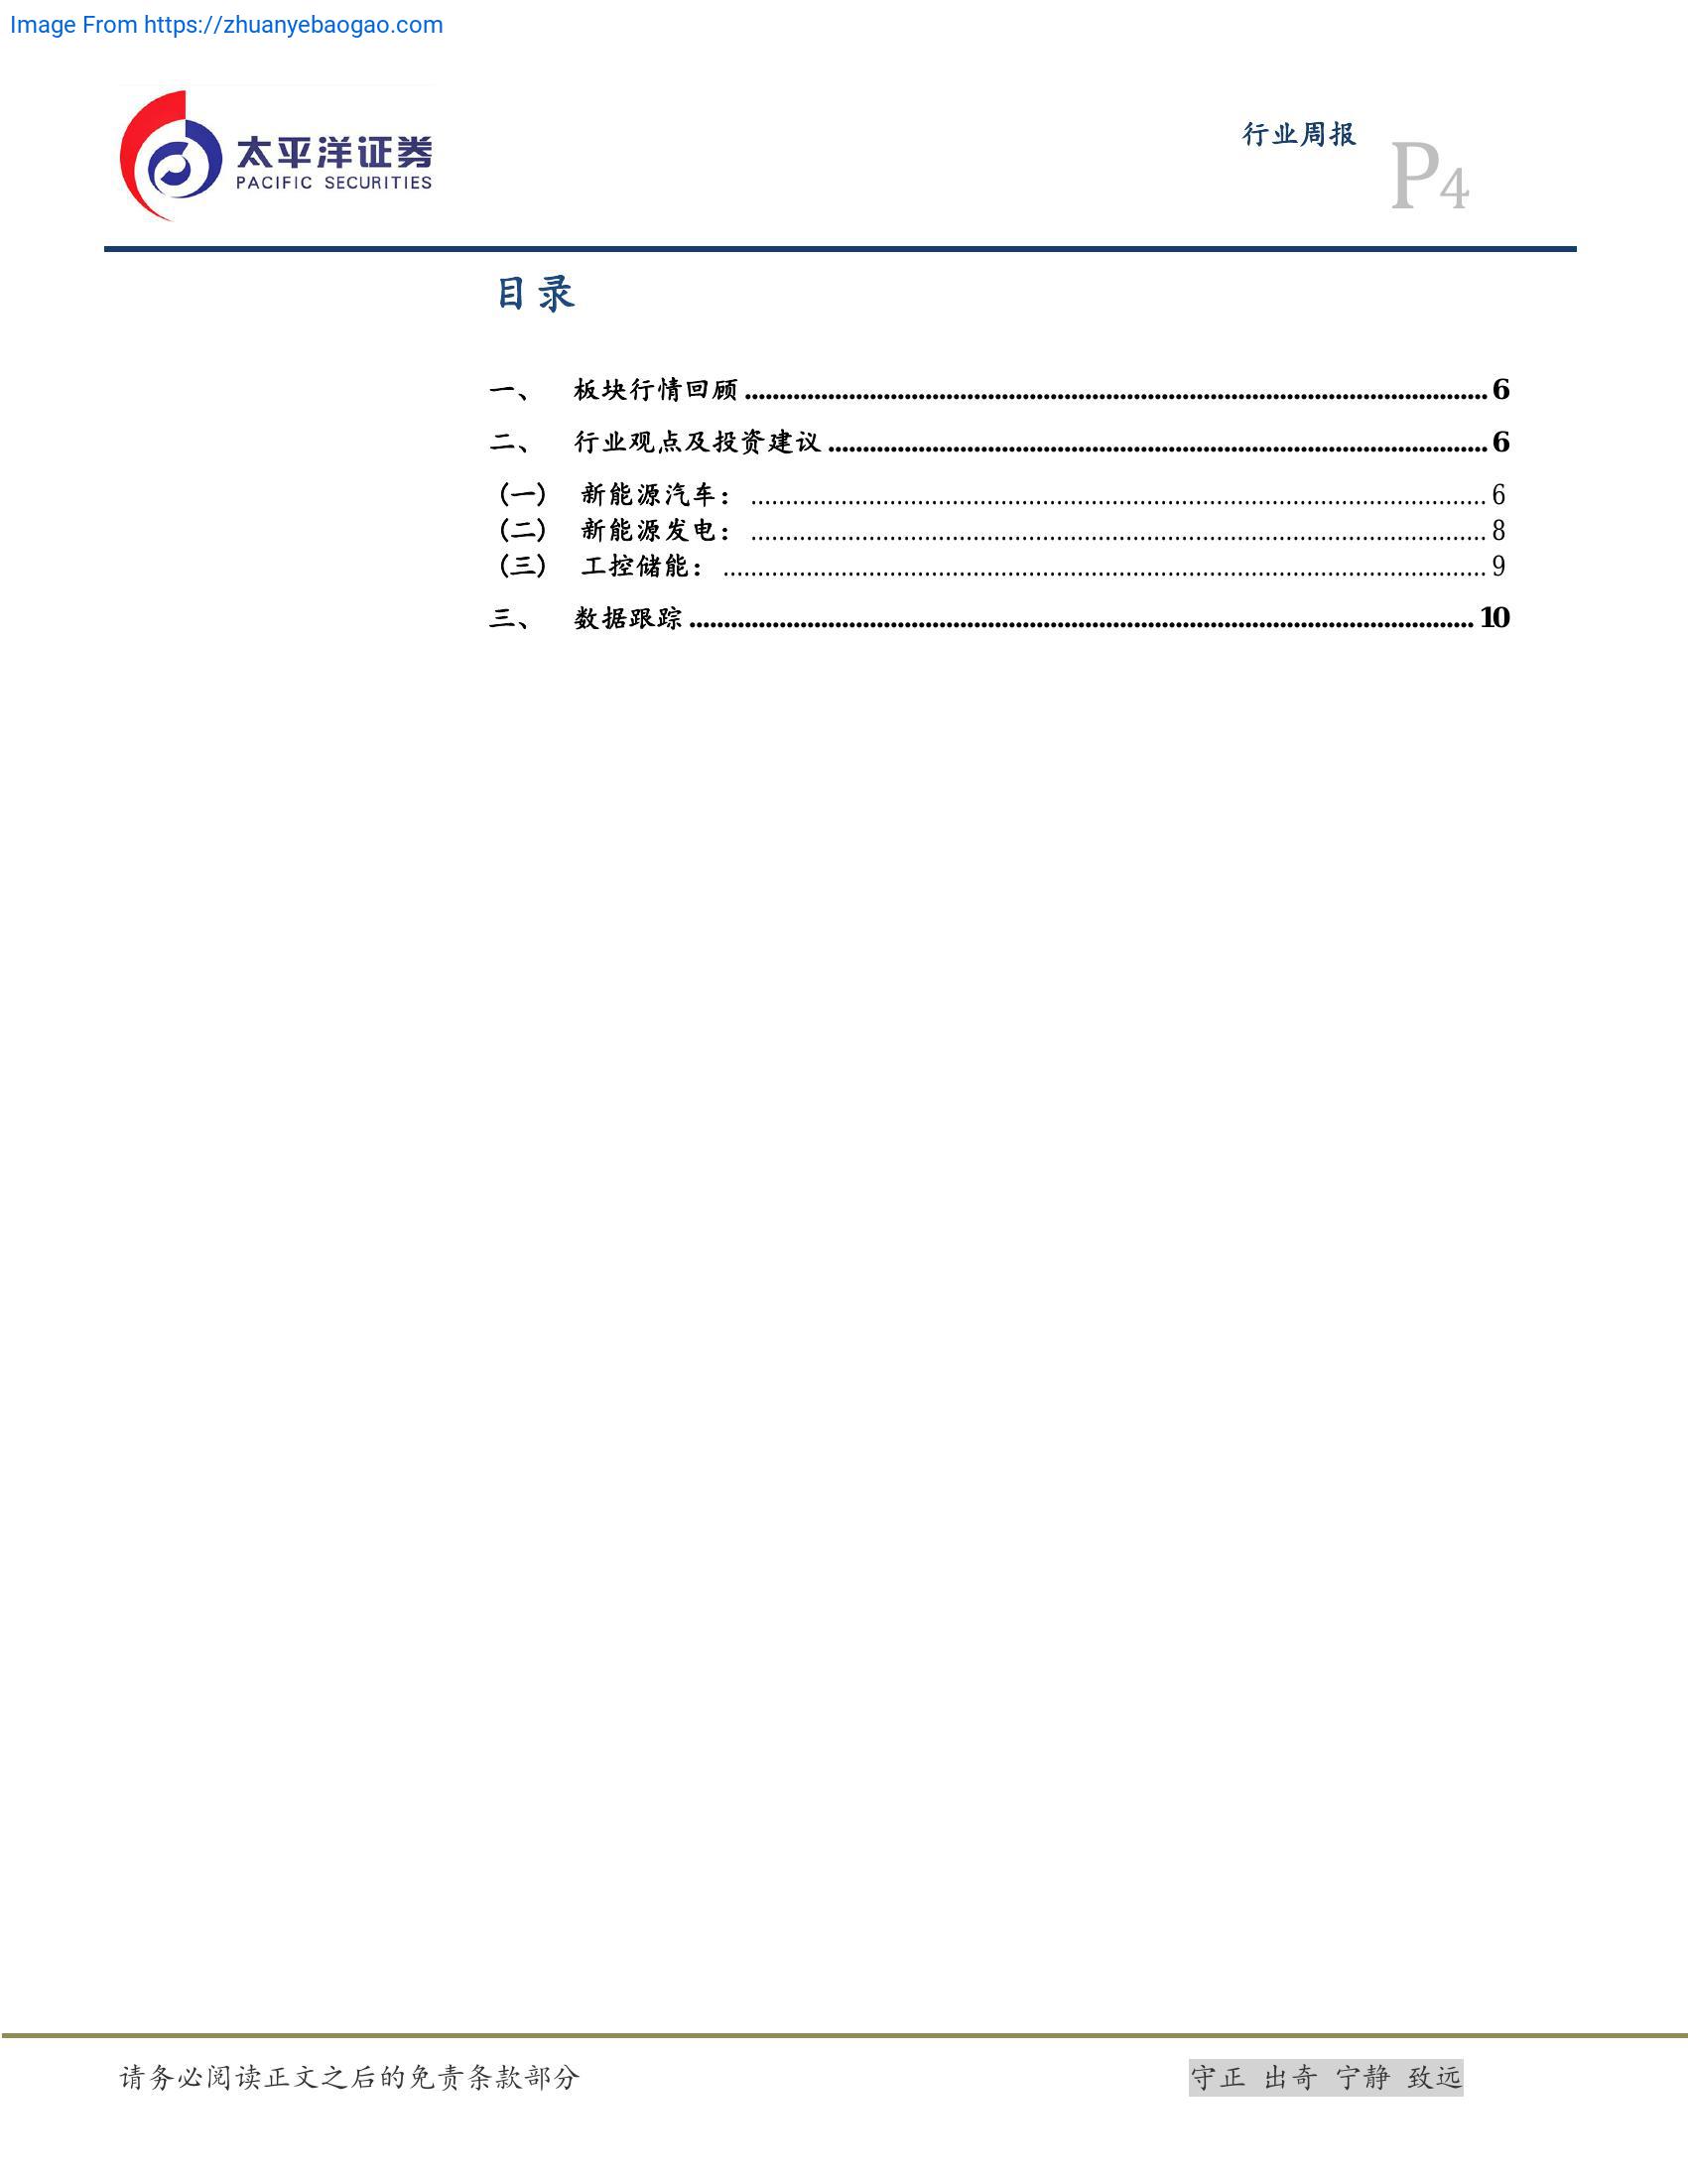 Image From https://zhuanyebaogao.com
太平洋证券
PACIFIC SECURITIES
行业周报
P4
目录
一、 板块行情回顾 6
二、 行业观点及投资建议 6
(一) 新能源汽车： 6
(二) 新能源发电： 8
(三) 工控储能： 9
三、 数据跟踪 10
请务必阅读正文之后的免责条款部分
守正 出奇 宁静 致远